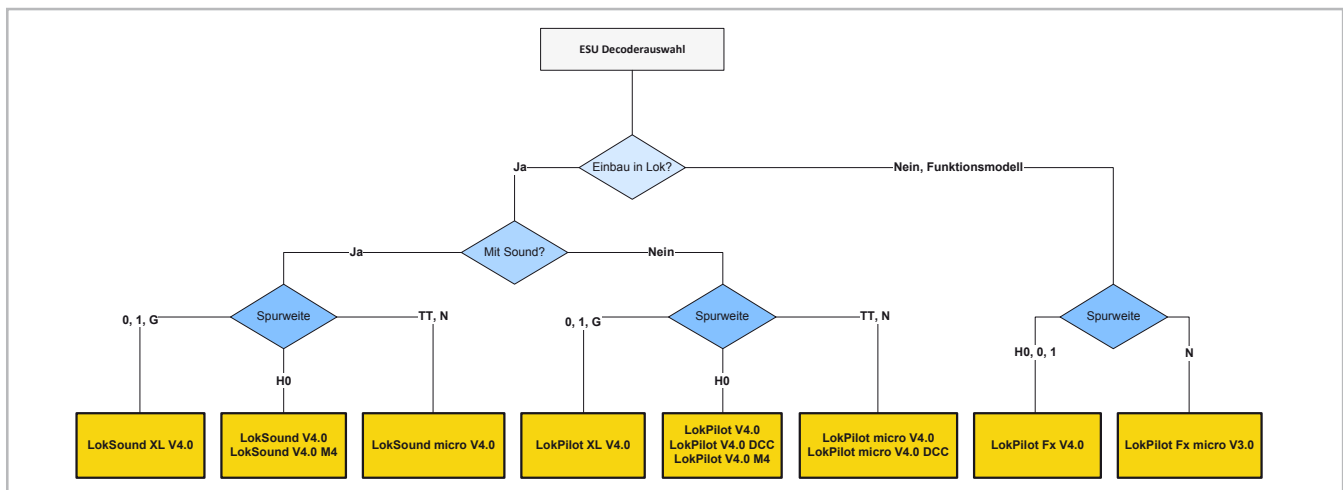 ESU Decoderauswahl
Einbau in Lok?
Ja
Nein, Funktionsmodell
Mit Sound?
Ja
Nein
Spurweite
0, 1, G
TT, N
H0
Spurweite
0, 1, G
TT, N
H0
Spurweite
H0, 0, 1
N
LokSound XL V4.0
LokSound V4.0
LokSound V4.0 M4
LokSound micro V4.0
LokPilot XL V4.0
LokPilot V4.0
LokPilot V4.0 DCC
LokPilot V4.0 M4
LokPilot micro V4.0
LokPilot micro V4.0 DCC
LokPilot Fx V4.0
LokPilot Fx micro V3.0